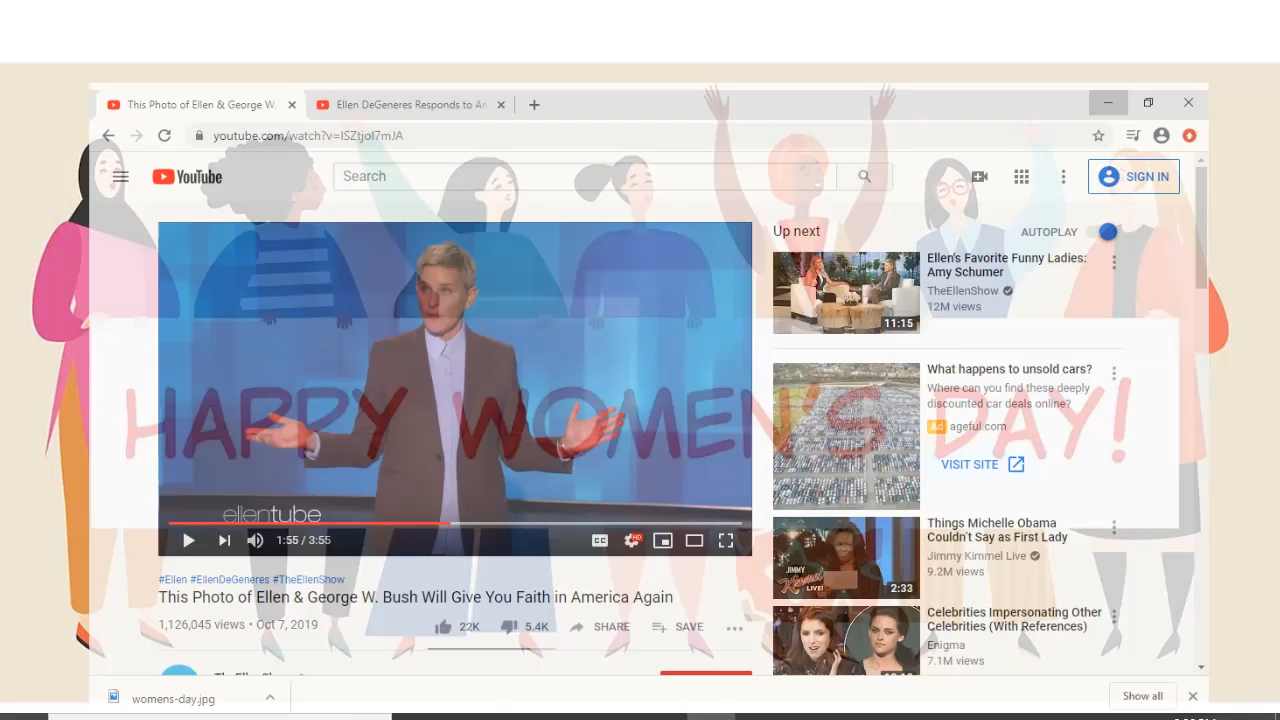 This Photo of Ellen & George W.
Ellen DeGeneres Responds to An
youtube.com/watch?v=ISZtjol7mJA
YouTube
Search
SIGN IN
Up next
AUTOPLAY
Ellen's Favorite Funny Ladies:
Amy Schumer
TheEllenShow
12M views
11:15
What happens to unsold cars?
Where can you find these deeply
discounted car deals online?
Ad ageful.com
VISIT SITE
HAPPY WOMEN'S DAY!
ellentube
1:55 / 3:55
CC
HD
Things Michelle Obama
Couldn't Say as First Lady
Jimmy Kimmel Live
9.2M views
JIMMY
KIMMEL
LIVE!
2:33
#Ellen #EllenDeGeneres #TheEllenShow
This Photo of Ellen & George W. Bush Will Give You Faith in America Again
1,126,045 views • Oct 7, 2019
22K
5.4K
SHARE
SAVE
Celebrities Impersonating Other
Celebrities (With References)
Enigma
7.1M views
womens-day.jpg
Show all